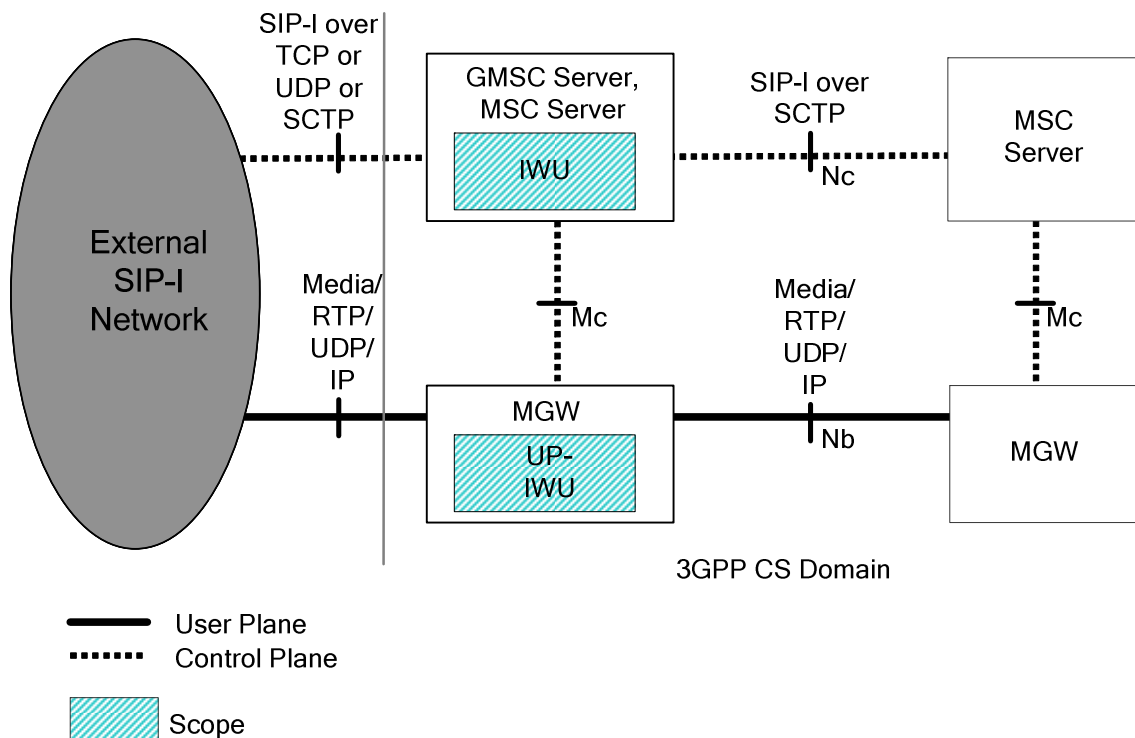 SIP-I over
TCP or
UDP or
SCTP
GMSC Server,
MSC Server
IWU
SIP-I over
SCTP
Nc
MSC
Server
External
SIP-I
Network
Media/
RTP/
UDP/
IP
Mc
Media/
RTP/
UDP/
IP
Mc
MGW
UP-
IWU
Nb
MGW
3GPP CS Domain
User Plane
Control Plane
Scope